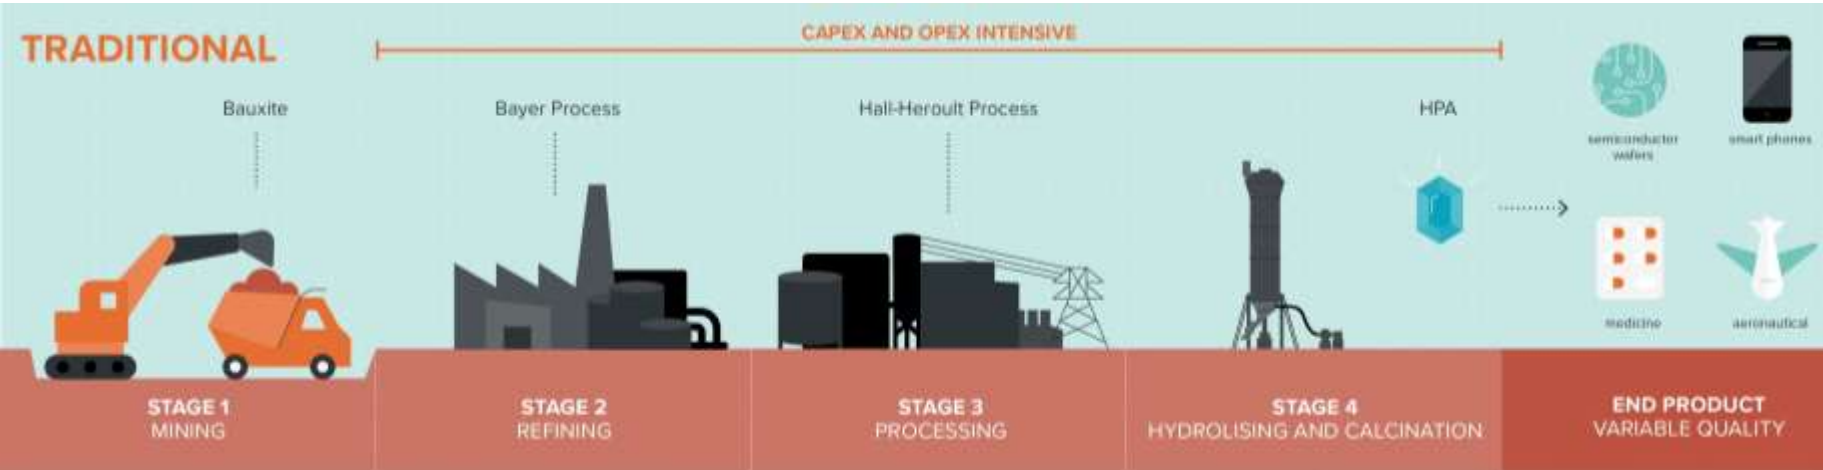 TRADITIONAL
CAPEX AND OPEX INTENSIVE
Bauxite
Bayer Process
Hall-Heroult Process
HPA
semiconductor
wafers
smart phones
medicine
aeronautical
STAGE 1
MINING
STAGE 2
REFINING
STAGE 3
PROCESSING
STAGE 4
HYDROLISING AND CALCINATION
END PRODUCT
VARIABLE QUALITY